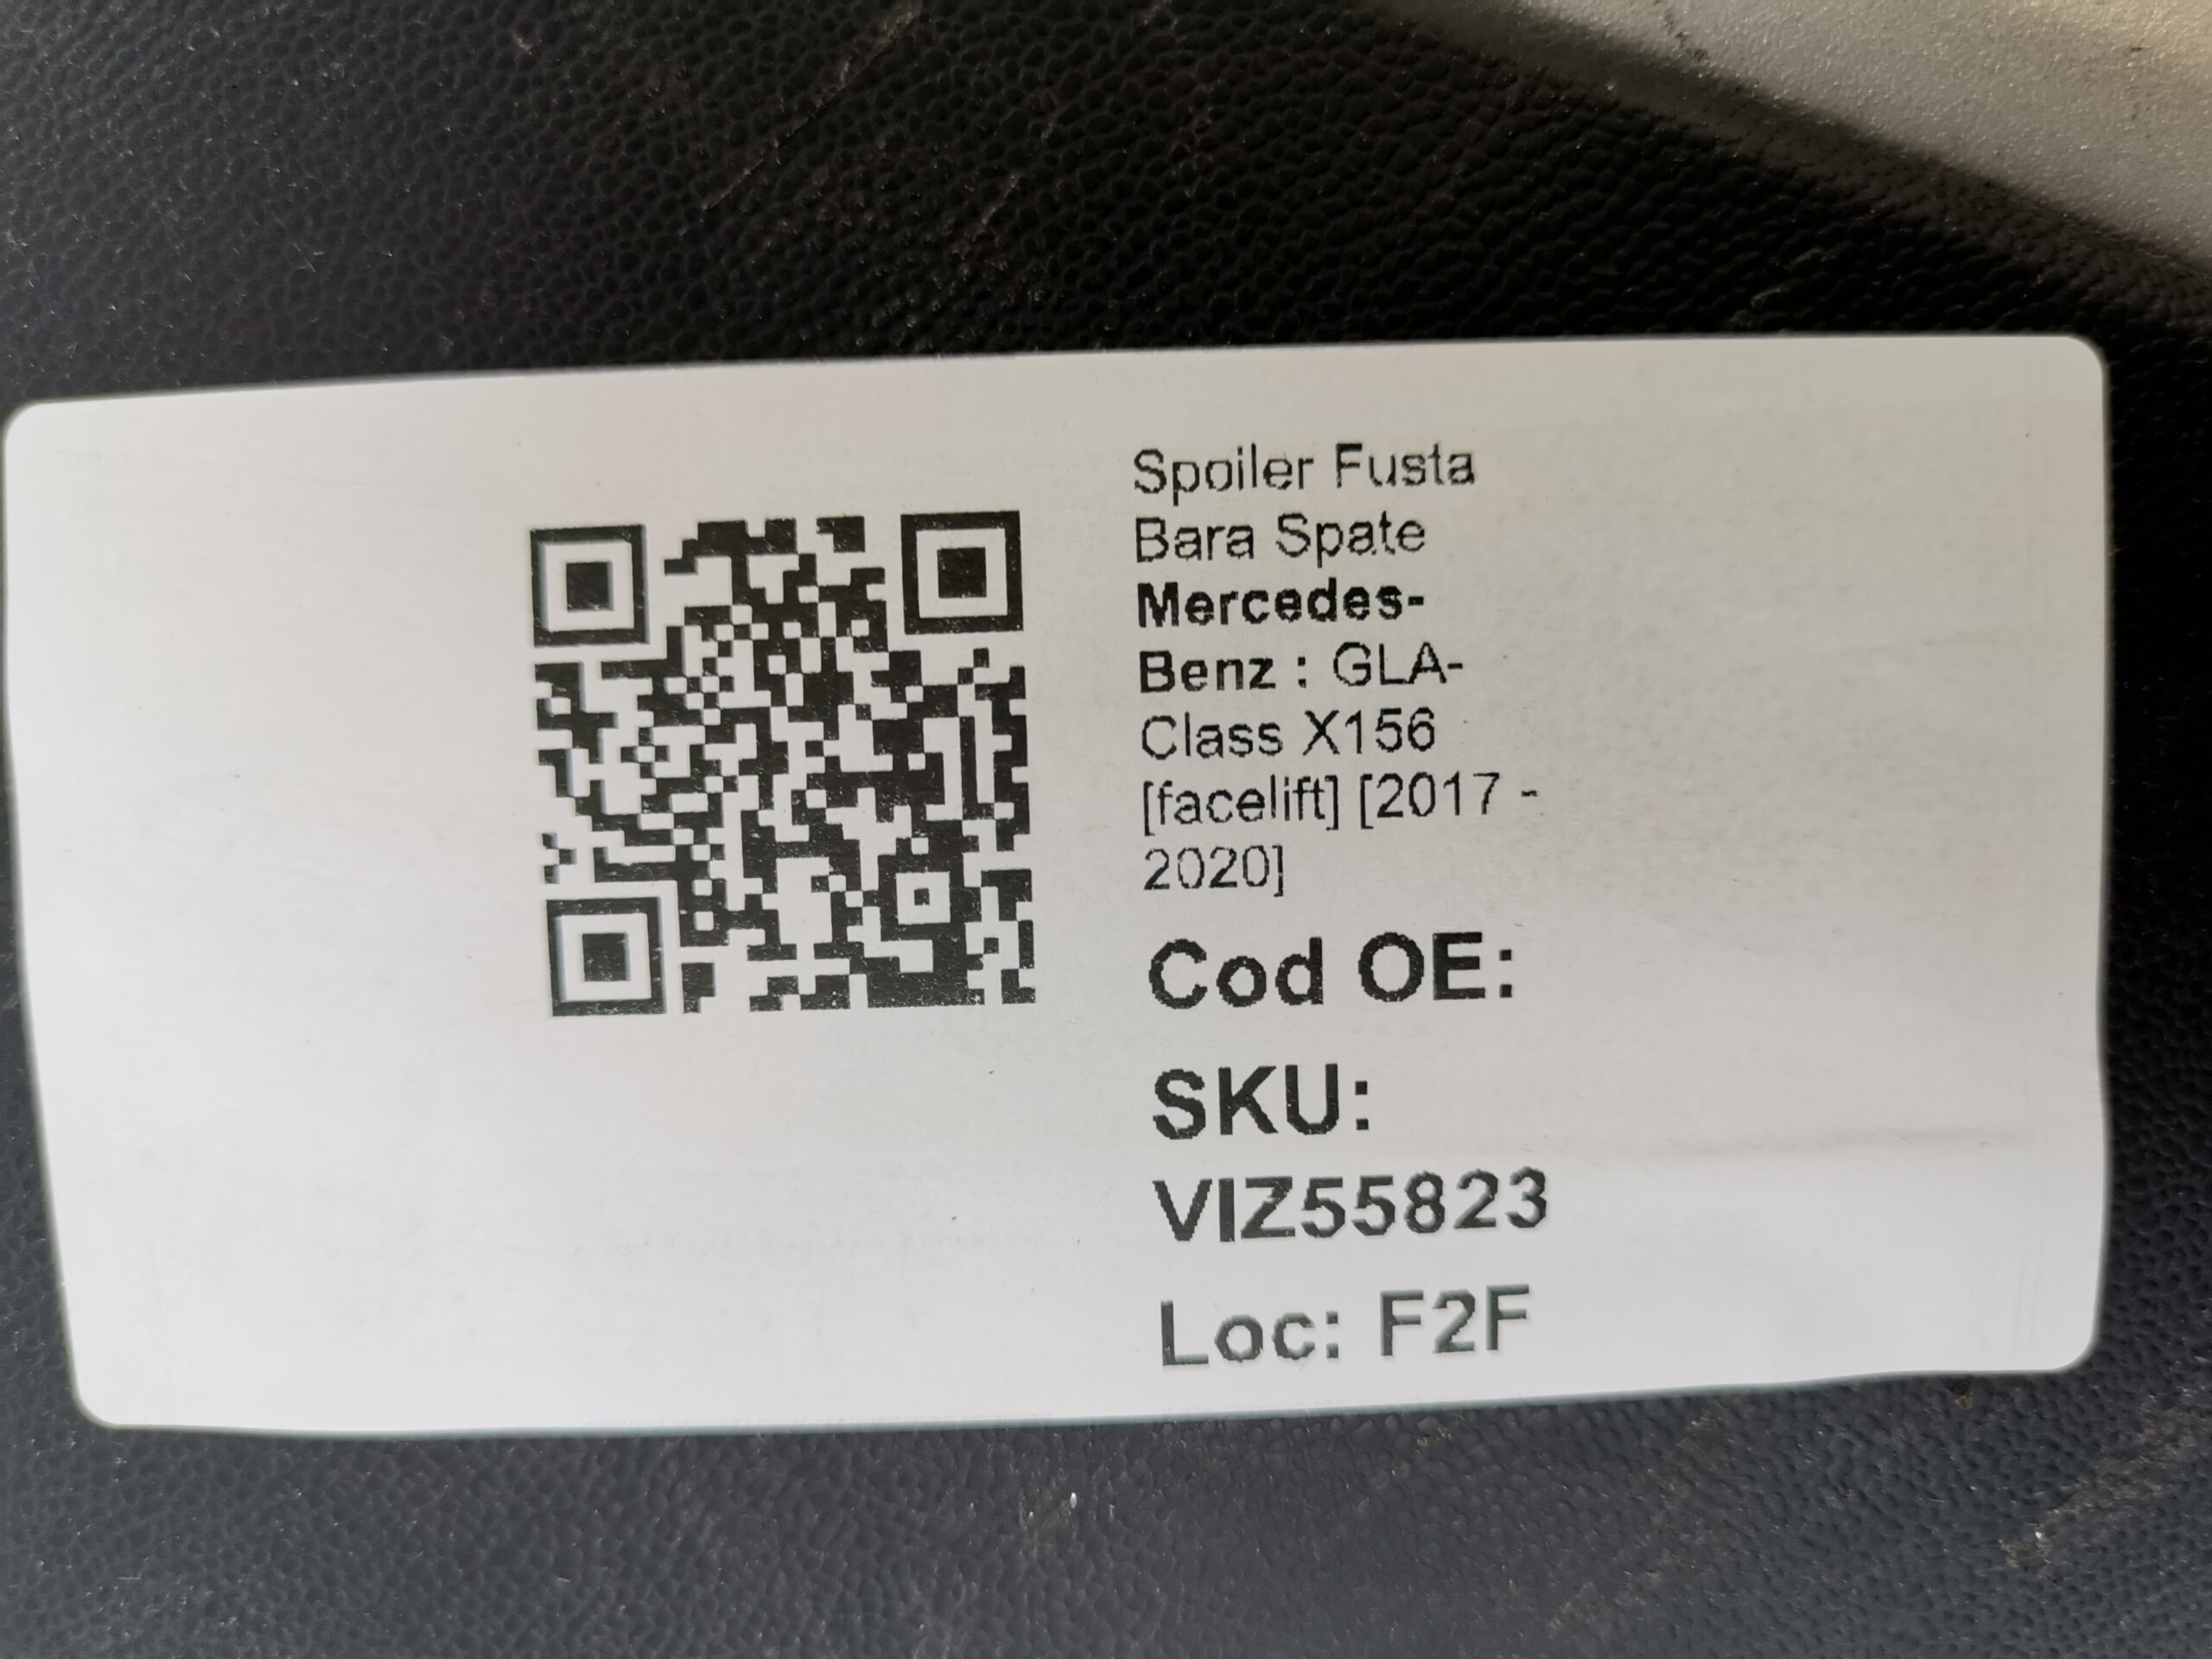 Spoiler Fusta
Bara Spate
Mercedes-
Benz : GLA-
Class X156
[facelift] [2017 -
2020]
Cod OE:
SKU:
VIZ55823
Loc: F2F